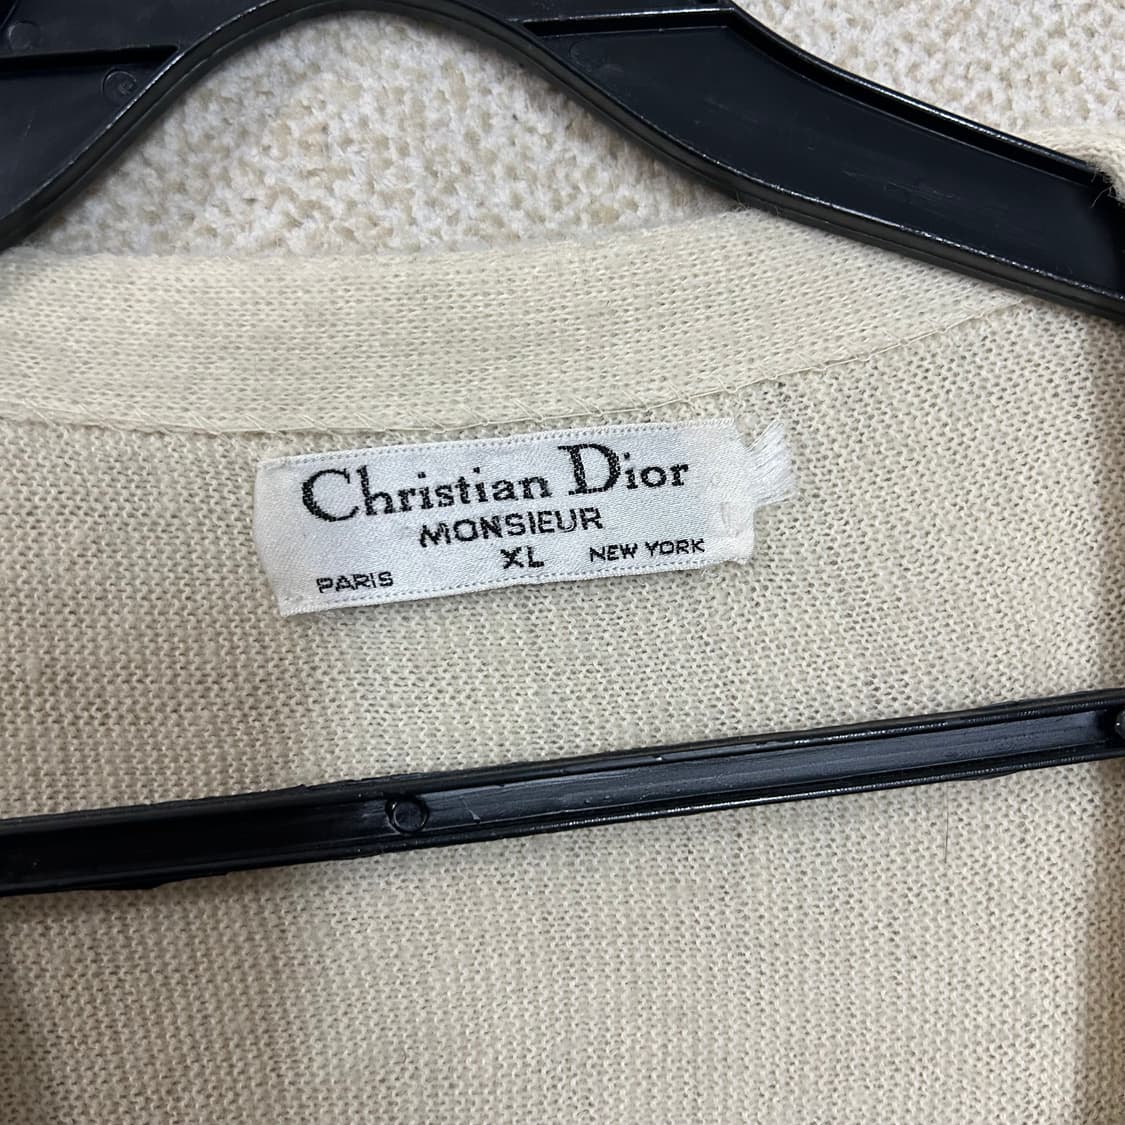 Christian Dior
MONSIEUR
XL
PARIS NEW YORK